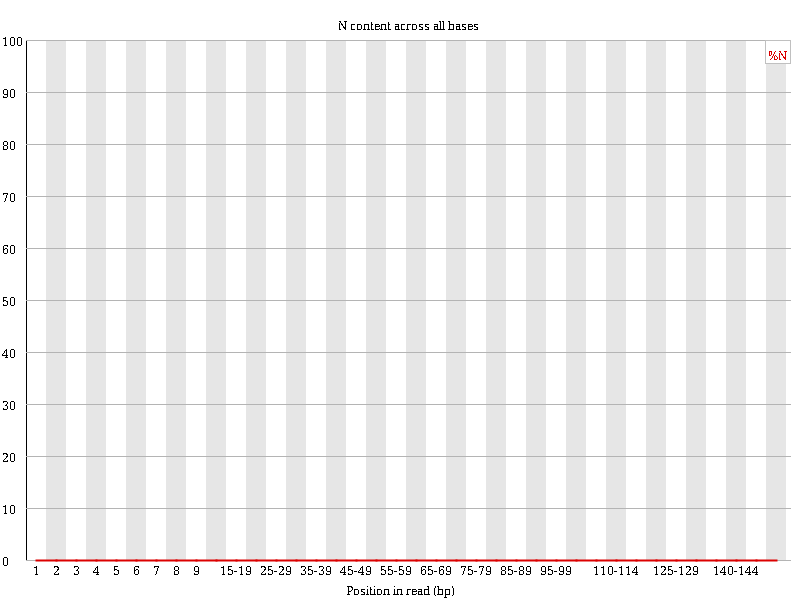 N content across all bases
%N
100
90
80
70
60
50
40
30
20
10
0
1 2 3 4 5 6 7 8 9 15-19 25-29 35-39 45-49 55-59 65-69 75-79 85-89 95-99 110-114 125-129 140-144
Position in read (bp)